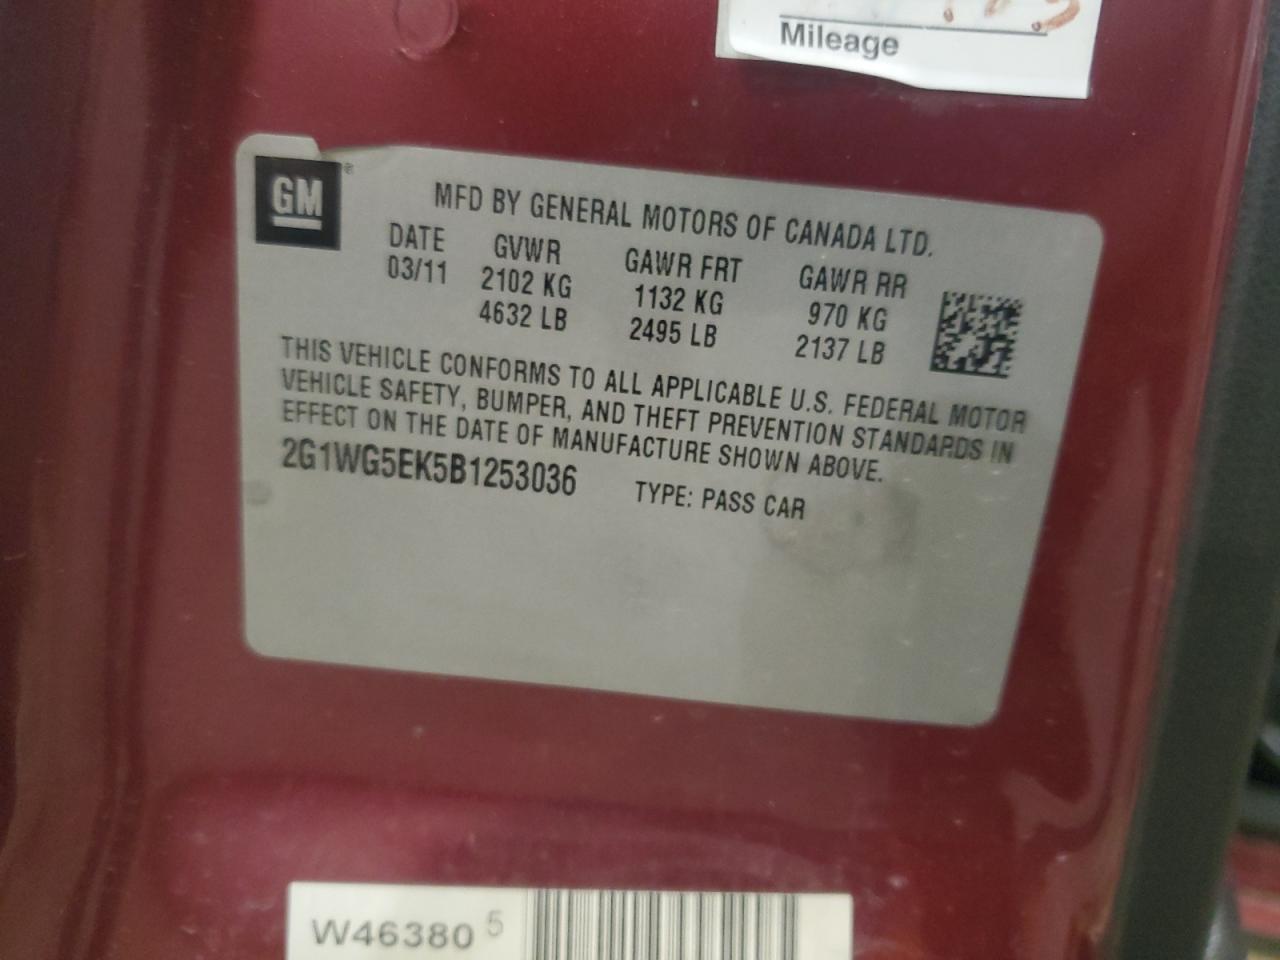 Mileage
GM
MFD BY GENERAL MOTORS OF CANADA LTD.
DATE GVWR GAWR FRT GAWR RR
03/11 2102 KG 1132 KG 970 KG
4632 LB 2495 LB 2137 LB
THIS VEHICLE CONFORMS TO ALL APPLICABLE U.S. FEDERAL MOTOR
VEHICLE SAFETY, BUMPER, AND THEFT PREVENTION STANDARDS IN
EFFECT ON THE DATE OF MANUFACTURE SHOWN ABOVE.
2G1WG5EK5B1253036 TYPE: PASS CAR
W46380 5